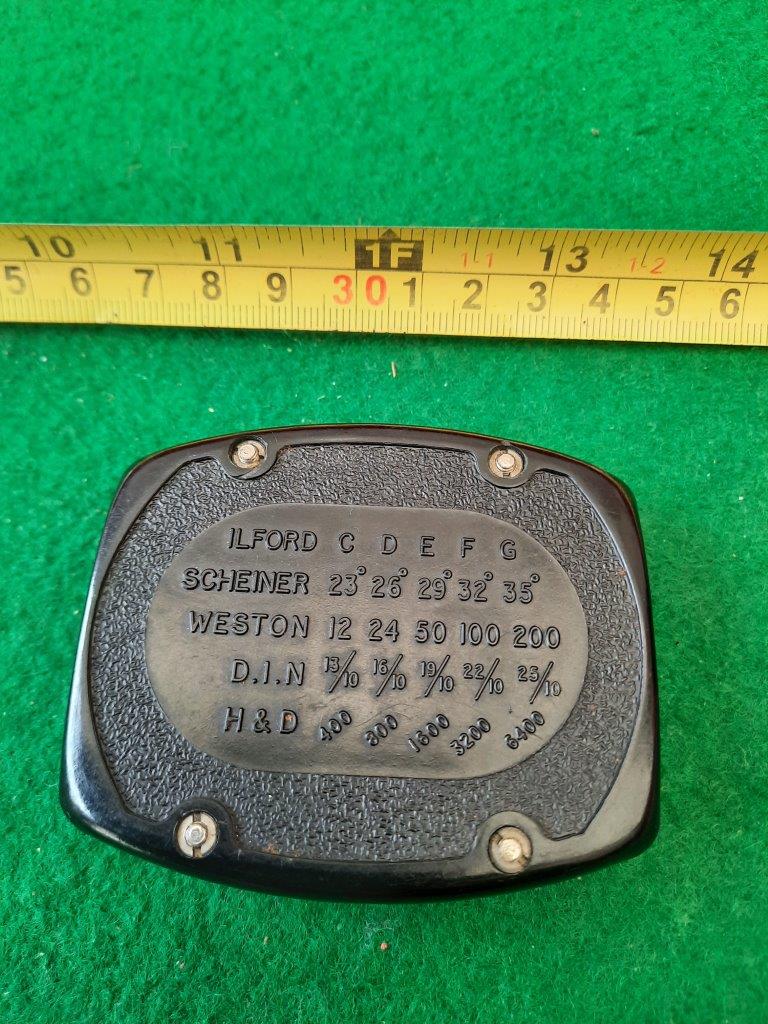 10 11 1F 11 13 12 14
5 6 7 8 9 30 1 2 3 4 5 6
ILFORD C D E F G
SCHEINER 23° 26° 29° 32° 35°
WESTON 12 24 50 100 200
D.I.N 13/10 16/10 19/10 22/10 25/10
H & D 400 800 1600 3200 6400